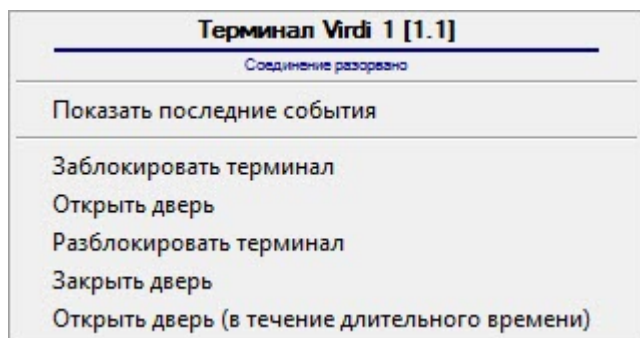 Терминал Virdi 1 [1.1]
Соединение разорвано
Показать последние события
Заблокировать терминал
Открыть дверь
Разблокировать терминал
Закрыть дверь
Открыть дверь (в течение длительного времени)